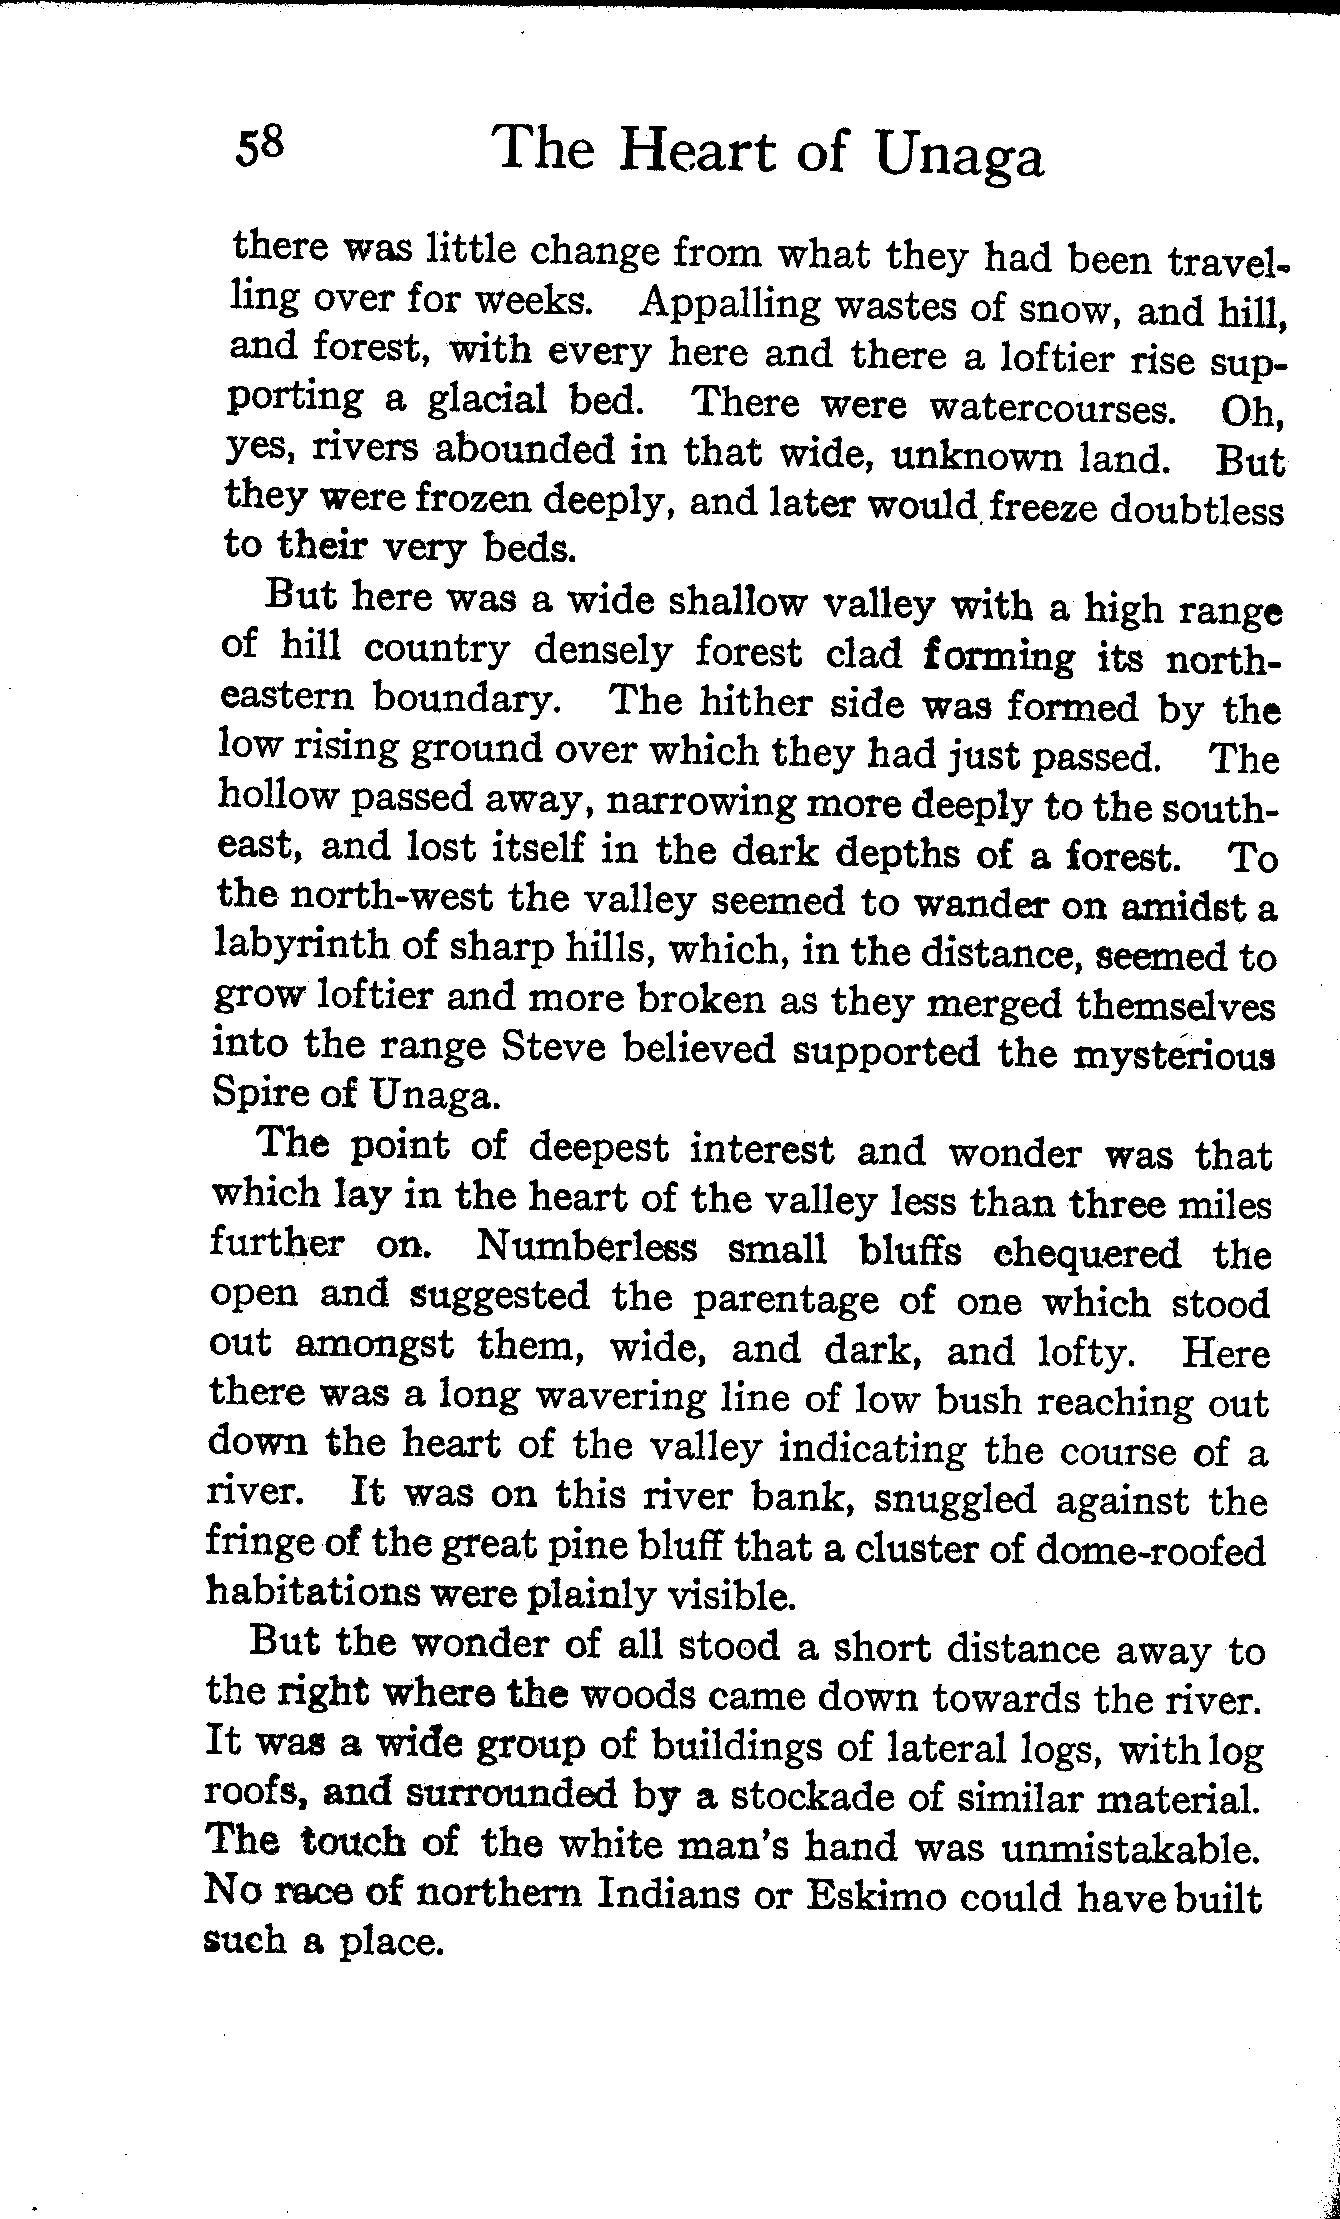 58 The Heart of Unaga
there was little change from what they had been travel-
ling over for weeks. Appalling wastes of snow, and hill,
and forest, with every here and there a loftier rise sup-
porting a glacial bed. There were watercourses. Oh,
yes, rivers abounded in that wide, unknown land. But
they were frozen deeply, and later would freeze doubtless
to their very beds.
But here was a wide shallow valley with a high range
of hill country densely forest clad forming its north-
eastern boundary. The hither side was formed by the
low rising ground over which they had just passed. The
hollow passed away, narrowing more deeply to the south-
east, and lost itself in the dark depths of a forest. To
the north-west the valley seemed to wander on amidst a
labyrinth of sharp hills, which, in the distance, seemed to
grow loftier and more broken as they merged themselves
into the range Steve believed supported the mysterious
Spire of Unaga.
The point of deepest interest and wonder was that
which lay in the heart of the valley less than three miles
further on. Numberless small bluffs chequered the
open and suggested the parentage of one which stood
out amongst them, wide, and dark, and lofty. Here
there was a long wavering line of low bush reaching out
down the heart of the valley indicating the course of a
river. It was on this river bank, snuggled against the
fringe of the great pine bluff that a cluster of dome-roofed
habitations were plainly visible.
But the wonder of all stood a short distance away to
the right where the woods came down towards the river.
It was a wide group of buildings of lateral logs, with log
roofs, and surrounded by a stockade of similar material.
The touch of the white man's hand was unmistakable.
No race of northern Indians or Eskimo could have built
such a place.